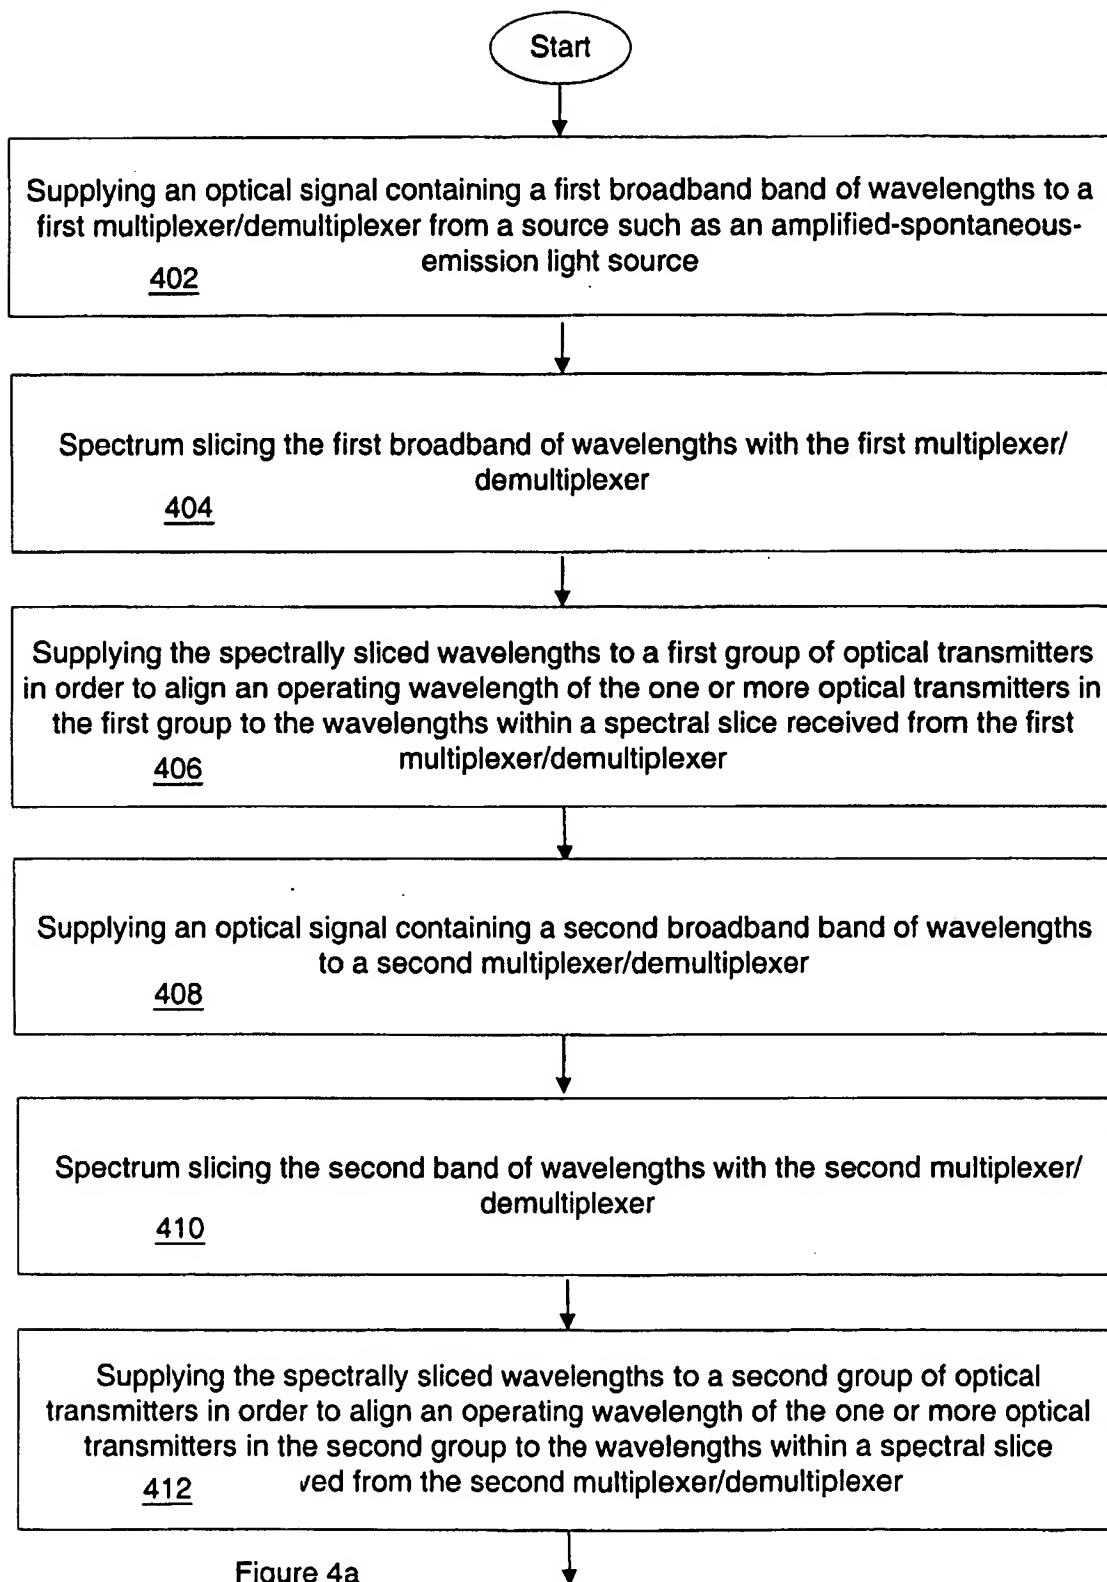 Start
Supplying an optical signal containing a first broadband band of wavelengths to a
first multiplexer/demultiplexer from a source such as an amplified-spontaneous-
emission light source
402
Spectrum slicing the first broadband of wavelengths with the first multiplexer/
demultiplexer
404
Supplying the spectrally sliced wavelengths to a first group of optical transmitters
in order to align an operating wavelength of the one or more optical transmitters in
the first group to the wavelengths within a spectral slice received from the first
multiplexer/demultiplexer
406
Supplying an optical signal containing a second broadband band of wavelengths
to a second multiplexer/demultiplexer
408
Spectrum slicing the second band of wavelengths with the second multiplexer/
demultiplexer
410
Supplying the spectrally sliced wavelengths to a second group of optical
transmitters in order to align an operating wavelength of the one or more optical
transmitters in the second group to the wavelengths within a spectral slice
ved from the second multiplexer/demultiplexer
412
Figure 4a